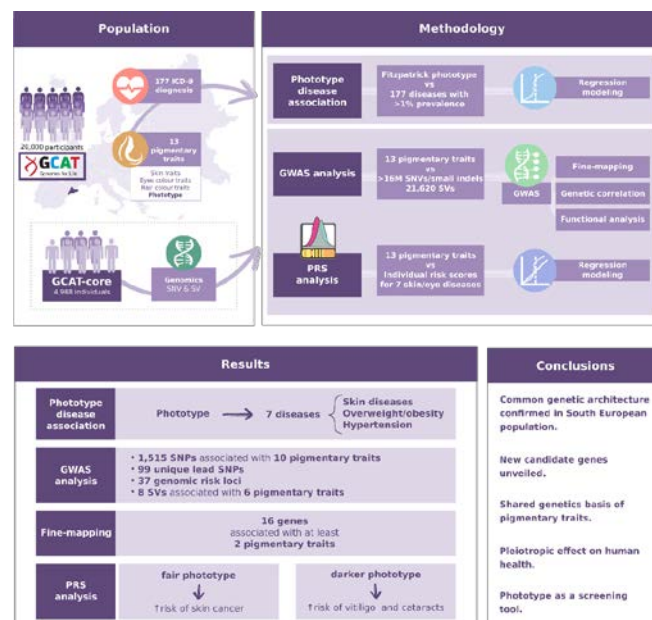 Population
177 ICD-9
diagnosis
20,000 participants
GCAT
Genomes for Life
13
pigmentary
traits
Skin traits
Eyes colour traits
Hair colour traits
Phototype
GCAT-core
4,988 individuals
Genomics
SNV & SV
Methodology
Phototype
disease
association
Fitzpatrick phototype
vs
177 diseases with
>1% prevalence
Regression
modeling
GWAS analysis
13 pigmentary traits
vs
>16M SNVs/small indels
21,620 SVs
GWAS
Fine-mapping
Genetic correlation
Functional analysis
PRS
analysis
13 pigmentary traits
vs
Individual risk scores
for 7 skin/eye diseases
Regression
modeling
Results
Phototype
disease
association
Phototype → 7 diseases
Skin diseases
Overweight/obesity
Hypertension
GWAS
analysis
• 1,515 SNPs associated with 10 pigmentary traits
• 99 unique lead SNPs
• 37 genomic risk loci
• 8 SVs associated with 6 pigmentary traits
Fine-mapping
16 genes
associated with at least
2 pigmentary traits
PRS
analysis
fair phototype
↓
↑risk of skin cancer
darker phototype
↓
↑risk of vitiligo and cataracts
Conclusions
Common genetic architecture
confirmed in South European
population.
New candidate genes
unveiled.
Shared genetics basis of
pigmentary traits.
Pleiotropic effect on human
health.
Phototype as a screening
tool.